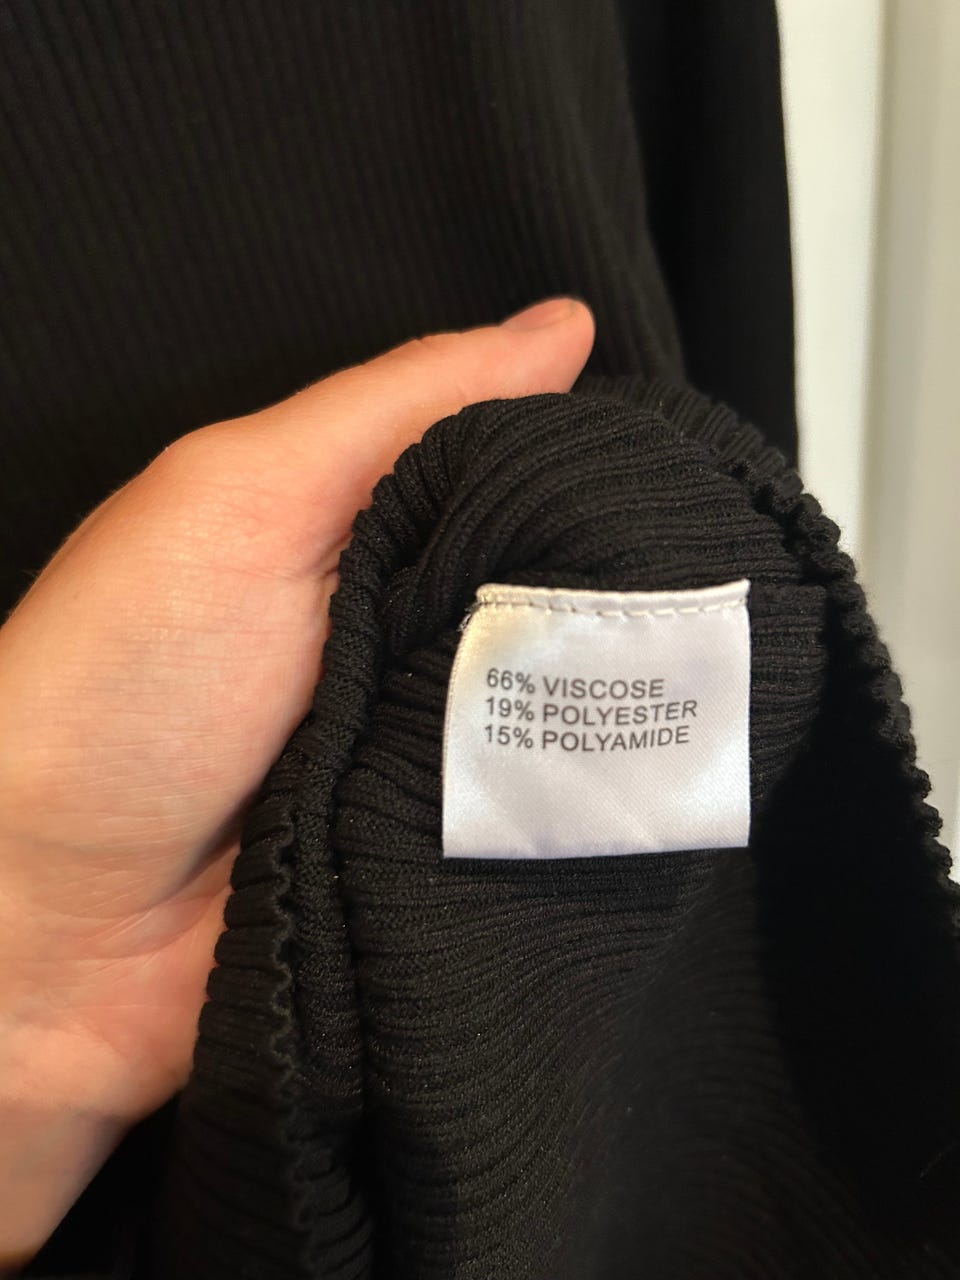 66% VISCOSE
19% POLYESTER
15% POLYAMIDE